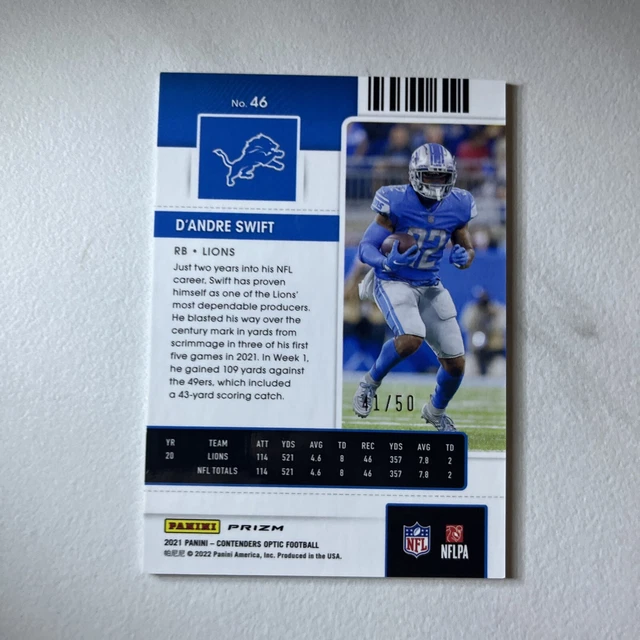 No. 46
D'ANDRE SWIFT
RB • LIONS
Just two years into his NFL
career, Swift has proven
himself as one of the Lions'
most dependable producers.
He blasted his way over the
century mark in yards from
scrimmage in three of his first
five games in 2021. In Week 1,
he gained 109 yards against
the 49ers, which included
a 43-yard scoring catch.
32
41/50
YR TEAM ATT YDS AVG TD REC YDS AVG TD
20 LIONS 114 521 4.6 8 46 357 7.8 2
NFL TOTALS 114 521 4.6 8 46 357 7.8 2
PANINI PRIZM
2021 PANINI – CONTENDERS OPTIC FOOTBALL
帕尼尼 © 2022 Panini America, Inc. Produced in the USA.
NFL NFLPA